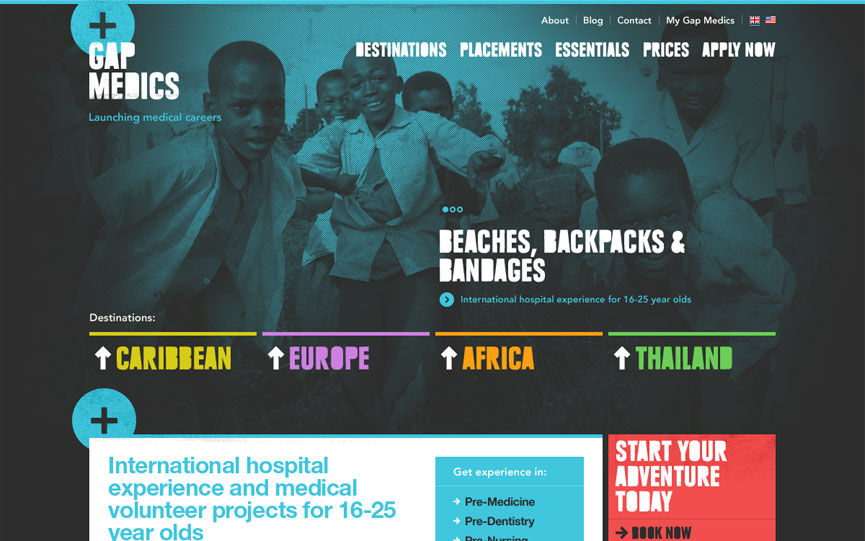 About
Blog
Contact
My Gap Medics
GAP
MEDICS
Launching medical careers
DESTINATIONS
PLACEMENTS
ESSENTIALS
PRICES
APPLY NOW
BEACHES, BACKPACKS &
BANDAGES
International hospital experience for 16-25 year olds
Destinations:
CARIBBEAN
EUROPE
AFRICA
THAILAND
International hospital
experience and medical
volunteer projects for 16-25
year olds
Get experience in:
Pre-Medicine
Pre-Dentistry
Pre-Nursing
START YOUR
ADVENTURE
TODAY
BOOK NOW